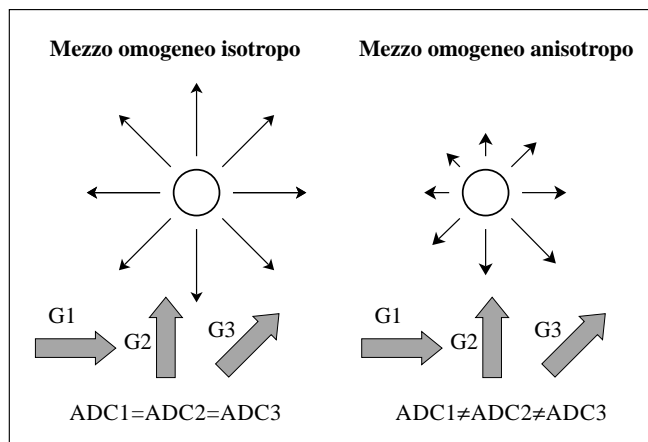 Mezzo omogeneo isotropo
G1
G2
G3
ADC1=ADC2=ADC3
Mezzo omogeneo anisotropo
G1
G2
G3
ADC1≠ADC2≠ADC3